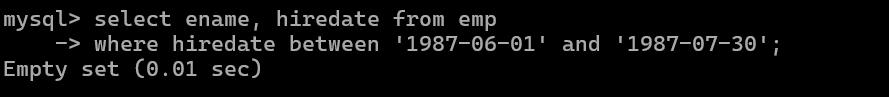 mysql> select ename, hiredate from emp
    -> where hiredate between '1987-06-01' and '1987-07-30';
Empty set (0.01 sec)